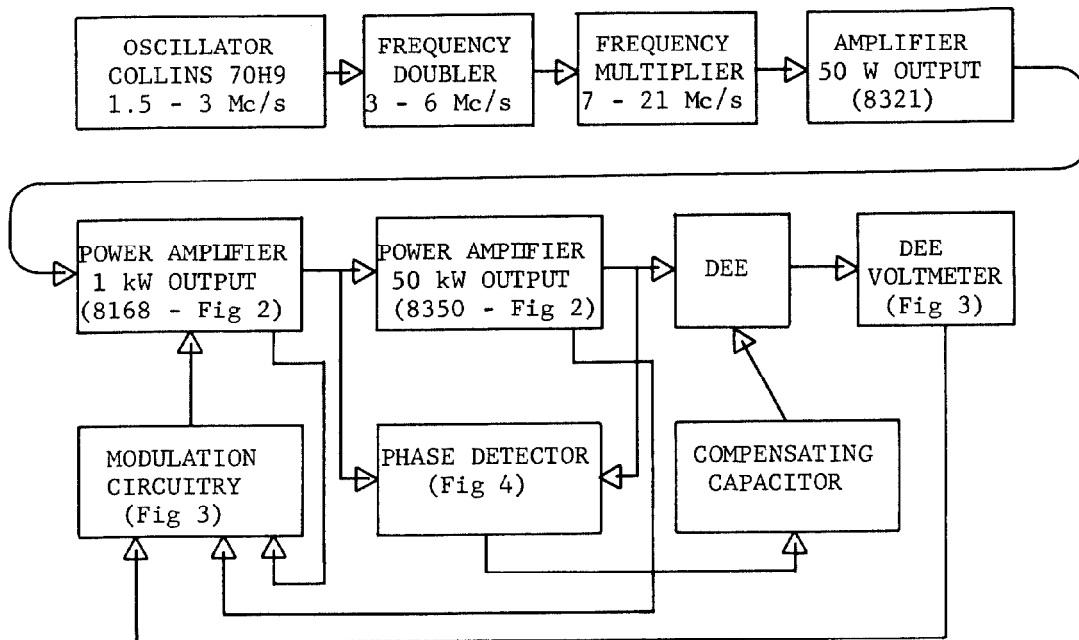 OSCILLATOR
COLLINS 70H9
1.5 - 3 Mc/s
FREQUENCY
DOUBLER
3 - 6 Mc/s
FREQUENCY
MULTIPLIER
7 - 21 Mc/s
AMPLIFIER
50 W OUTPUT
(8321)
POWER AMPLIFIER
1 kW OUTPUT
(8168 - Fig 2)
POWER AMPLIFIER
50 kW OUTPUT
(8350 - Fig 2)
DEE
DEE
VOLTMETER
(Fig 3)
MODULATION
CIRCUITRY
(Fig 3)
PHASE DETECTOR
(Fig 4)
COMPENSATING
CAPACITOR